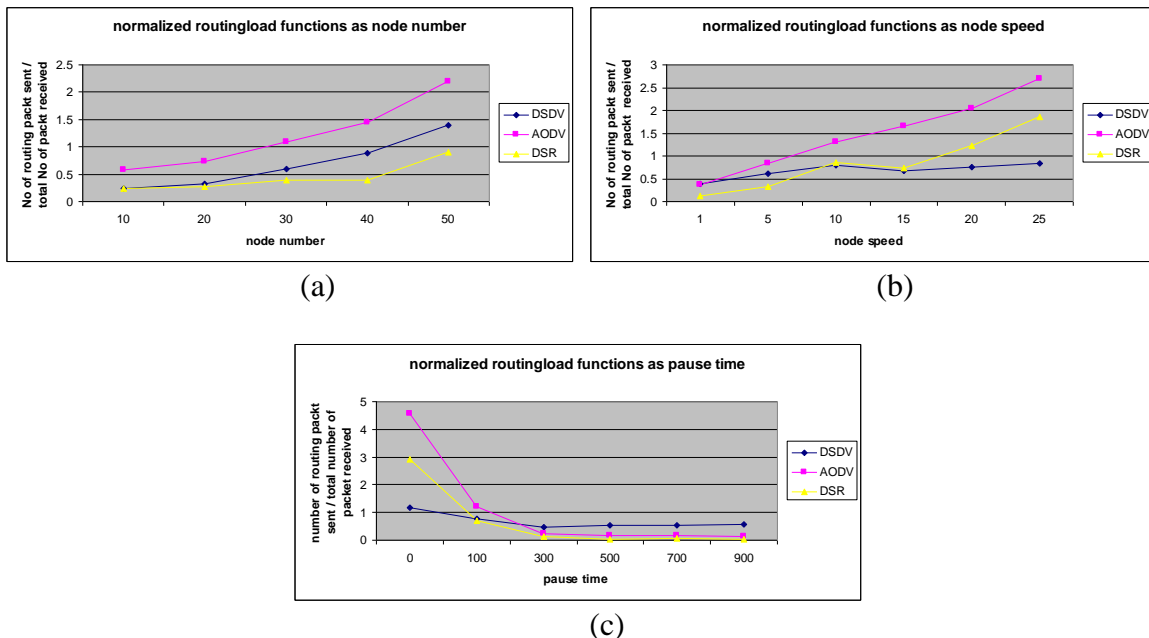 normalized routingload functions as node number
No of routing packt sent /
total No of packt received
2.5
2
1.5
1
0.5
0
10 20 30 40 50
node number
DSDV
AODV
DSR
(a)
normalized routingload functions as node speed
No of routing packt sent /
total No of packt received
3
2.5
2
1.5
1
0.5
0
1 5 10 15 20 25
node speed
DSDV
AODV
DSR
(b)
normalized routingload functions as pause time
number of routing packt
sent / total number of
packet received
5
4
3
2
1
0
0 100 300 500 700 900
pause time
DSDV
AODV
DSR
(c)